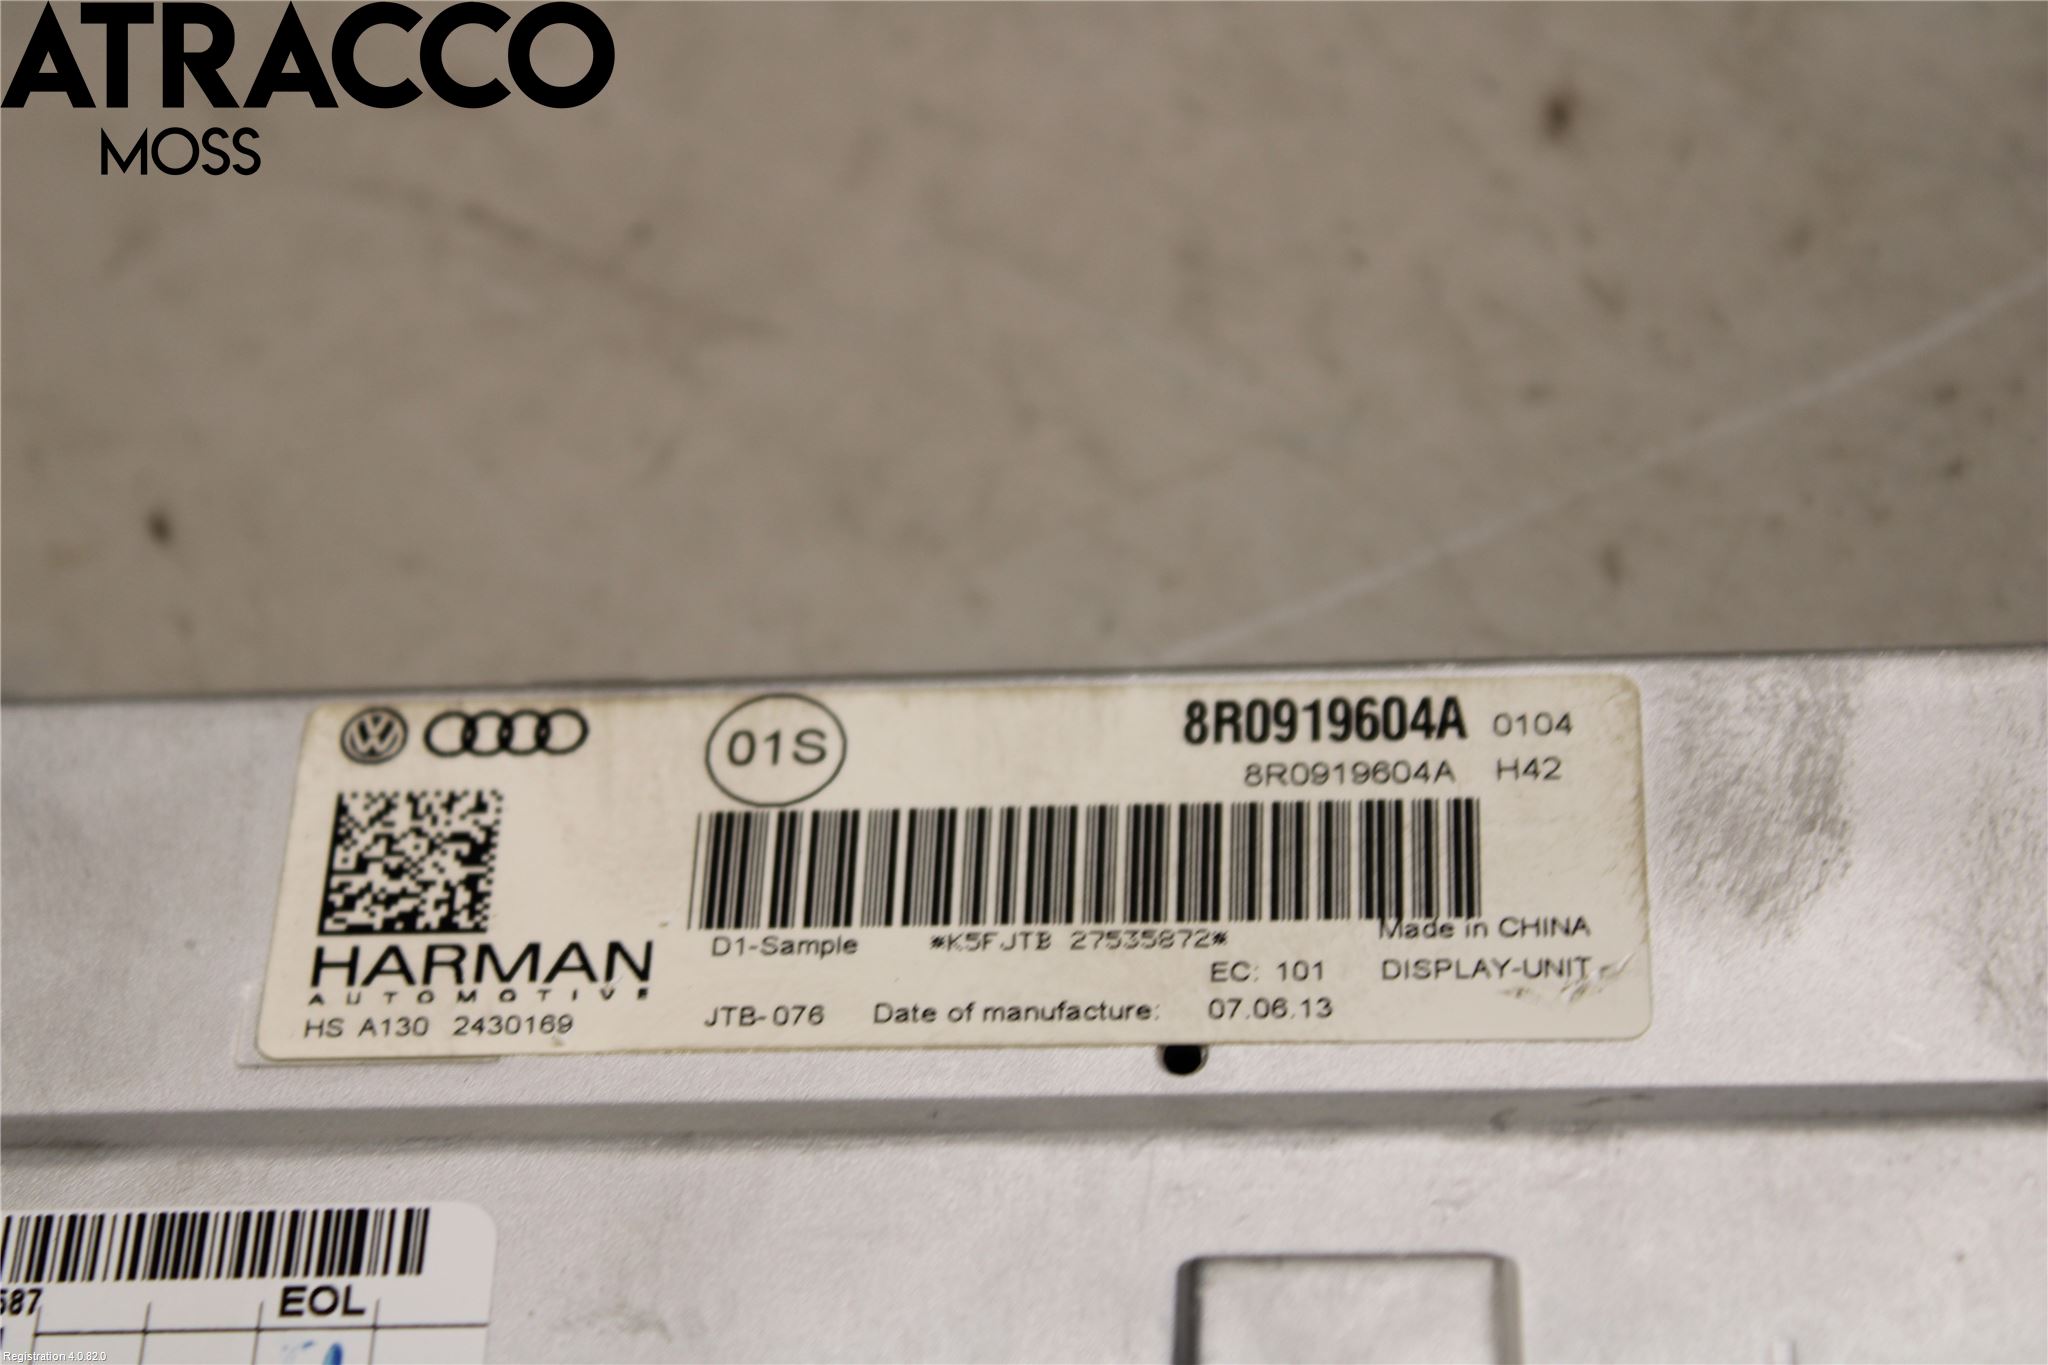 ATRACCO
MOSS
01S
8R0919604A 0104
8R0919604A H42
D1-Sample *K5FJTB 27535872* Made in CHINA
HARMAN
AUTOMOTIVE
EC: 101 DISPLAY-UNIT
HS A130 2430169
JTB-076 Date of manufacture: 07.06.13
587
EOL
Registration 4.0.82.0